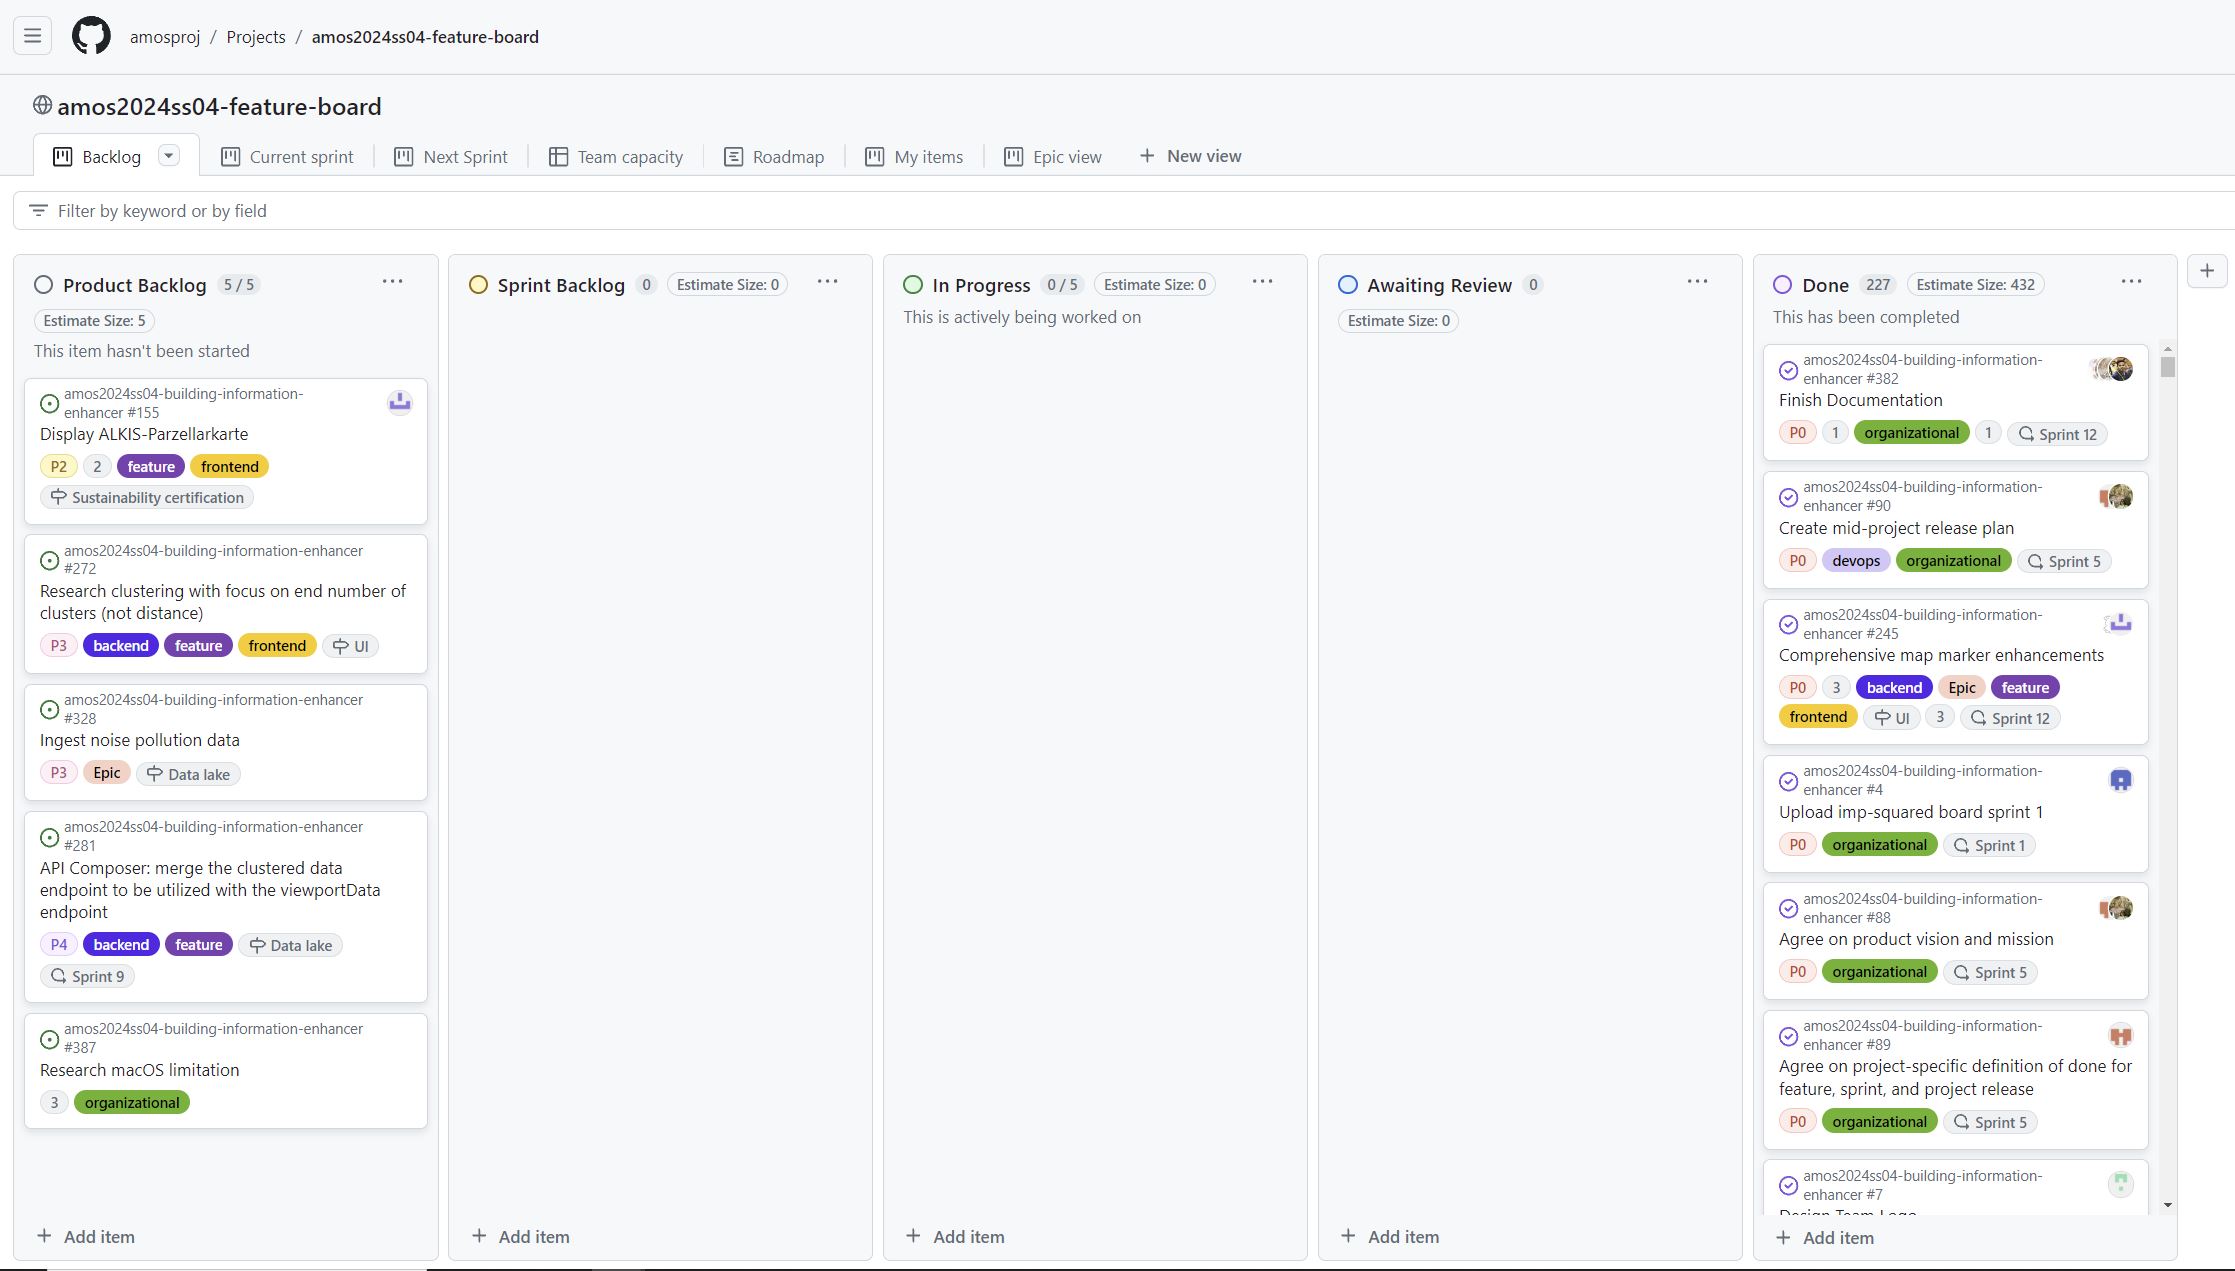 amosproj / Projects / amos2024ss04-feature-board
amos2024ss04-feature-board
Backlog
Current sprint
Next Sprint
Team capacity
Roadmap
My items
Epic view
+ New view
Filter by keyword or by field
Product Backlog 5 / 5
Estimate Size: 5
This item hasn't been started
amos2024ss04-building-information-
enhancer #155
Display ALKIS-Parzellarkarte
P2 2 feature frontend
Sustainability certification
amos2024ss04-building-information-enhancer
#272
Research clustering with focus on end number of
clusters (not distance)
P3 backend feature frontend UI
amos2024ss04-building-information-enhancer
#328
Ingest noise pollution data
P3 Epic Data lake
amos2024ss04-building-information-enhancer
#281
API Composer: merge the clustered data
endpoint to be utilized with the viewportData
endpoint
P4 backend feature Data lake
Sprint 9
amos2024ss04-building-information-enhancer
#387
Research macOS limitation
3 organizational
+ Add item
Sprint Backlog 0 Estimate Size: 0
+ Add item
In Progress 0 / 5 Estimate Size: 0
This is actively being worked on
+ Add item
Awaiting Review 0
Estimate Size: 0
+ Add item
Done 227 Estimate Size: 432
This has been completed
amos2024ss04-building-information-
enhancer #382
Finish Documentation
P0 1 organizational 1 Sprint 12
amos2024ss04-building-information-
enhancer #90
Create mid-project release plan
P0 devops organizational Sprint 5
amos2024ss04-building-information-
enhancer #245
Comprehensive map marker enhancements
P0 3 backend Epic feature
frontend UI 3 Sprint 12
amos2024ss04-building-information-
enhancer #4
Upload imp-squared board sprint 1
P0 organizational Sprint 1
amos2024ss04-building-information-
enhancer #88
Agree on product vision and mission
P0 organizational Sprint 5
amos2024ss04-building-information-
enhancer #89
Agree on project-specific definition of done for
feature, sprint, and project release
P0 organizational Sprint 5
amos2024ss04-building-information-
enhancer #7
Design Team Logo
+ Add item